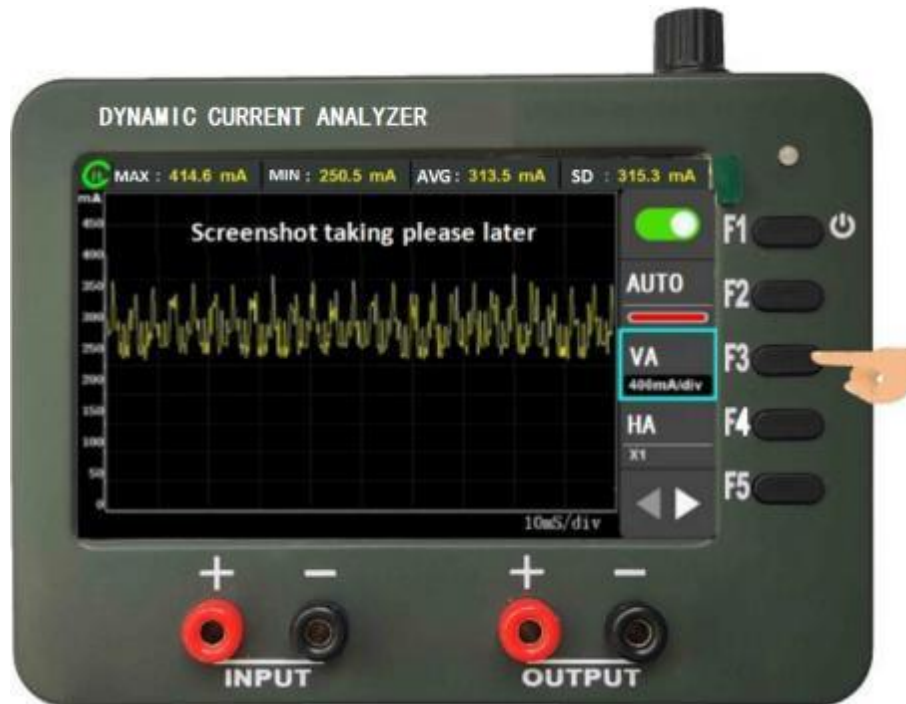 DYNAMIC CURRENT ANALYZER
MAX : 414.6 mA MIN : 250.5 mA AVG : 313.5 mA SD : 315.3 mA
mA
Screenshot taking please later
450
400
350
300
250
200
150
100
50
0
10mS/div
AUTO
VA
400mA/div
HA
X1
F1
F2
F3
F4
F5
+ − + −
INPUT OUTPUT